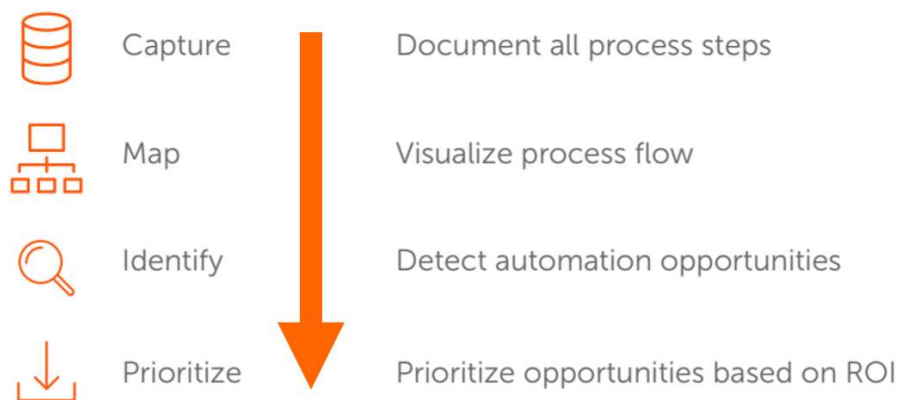 Capture
Document all process steps
Map
Visualize process flow
Identify
Detect automation opportunities
Prioritize
Prioritize opportunities based on ROI